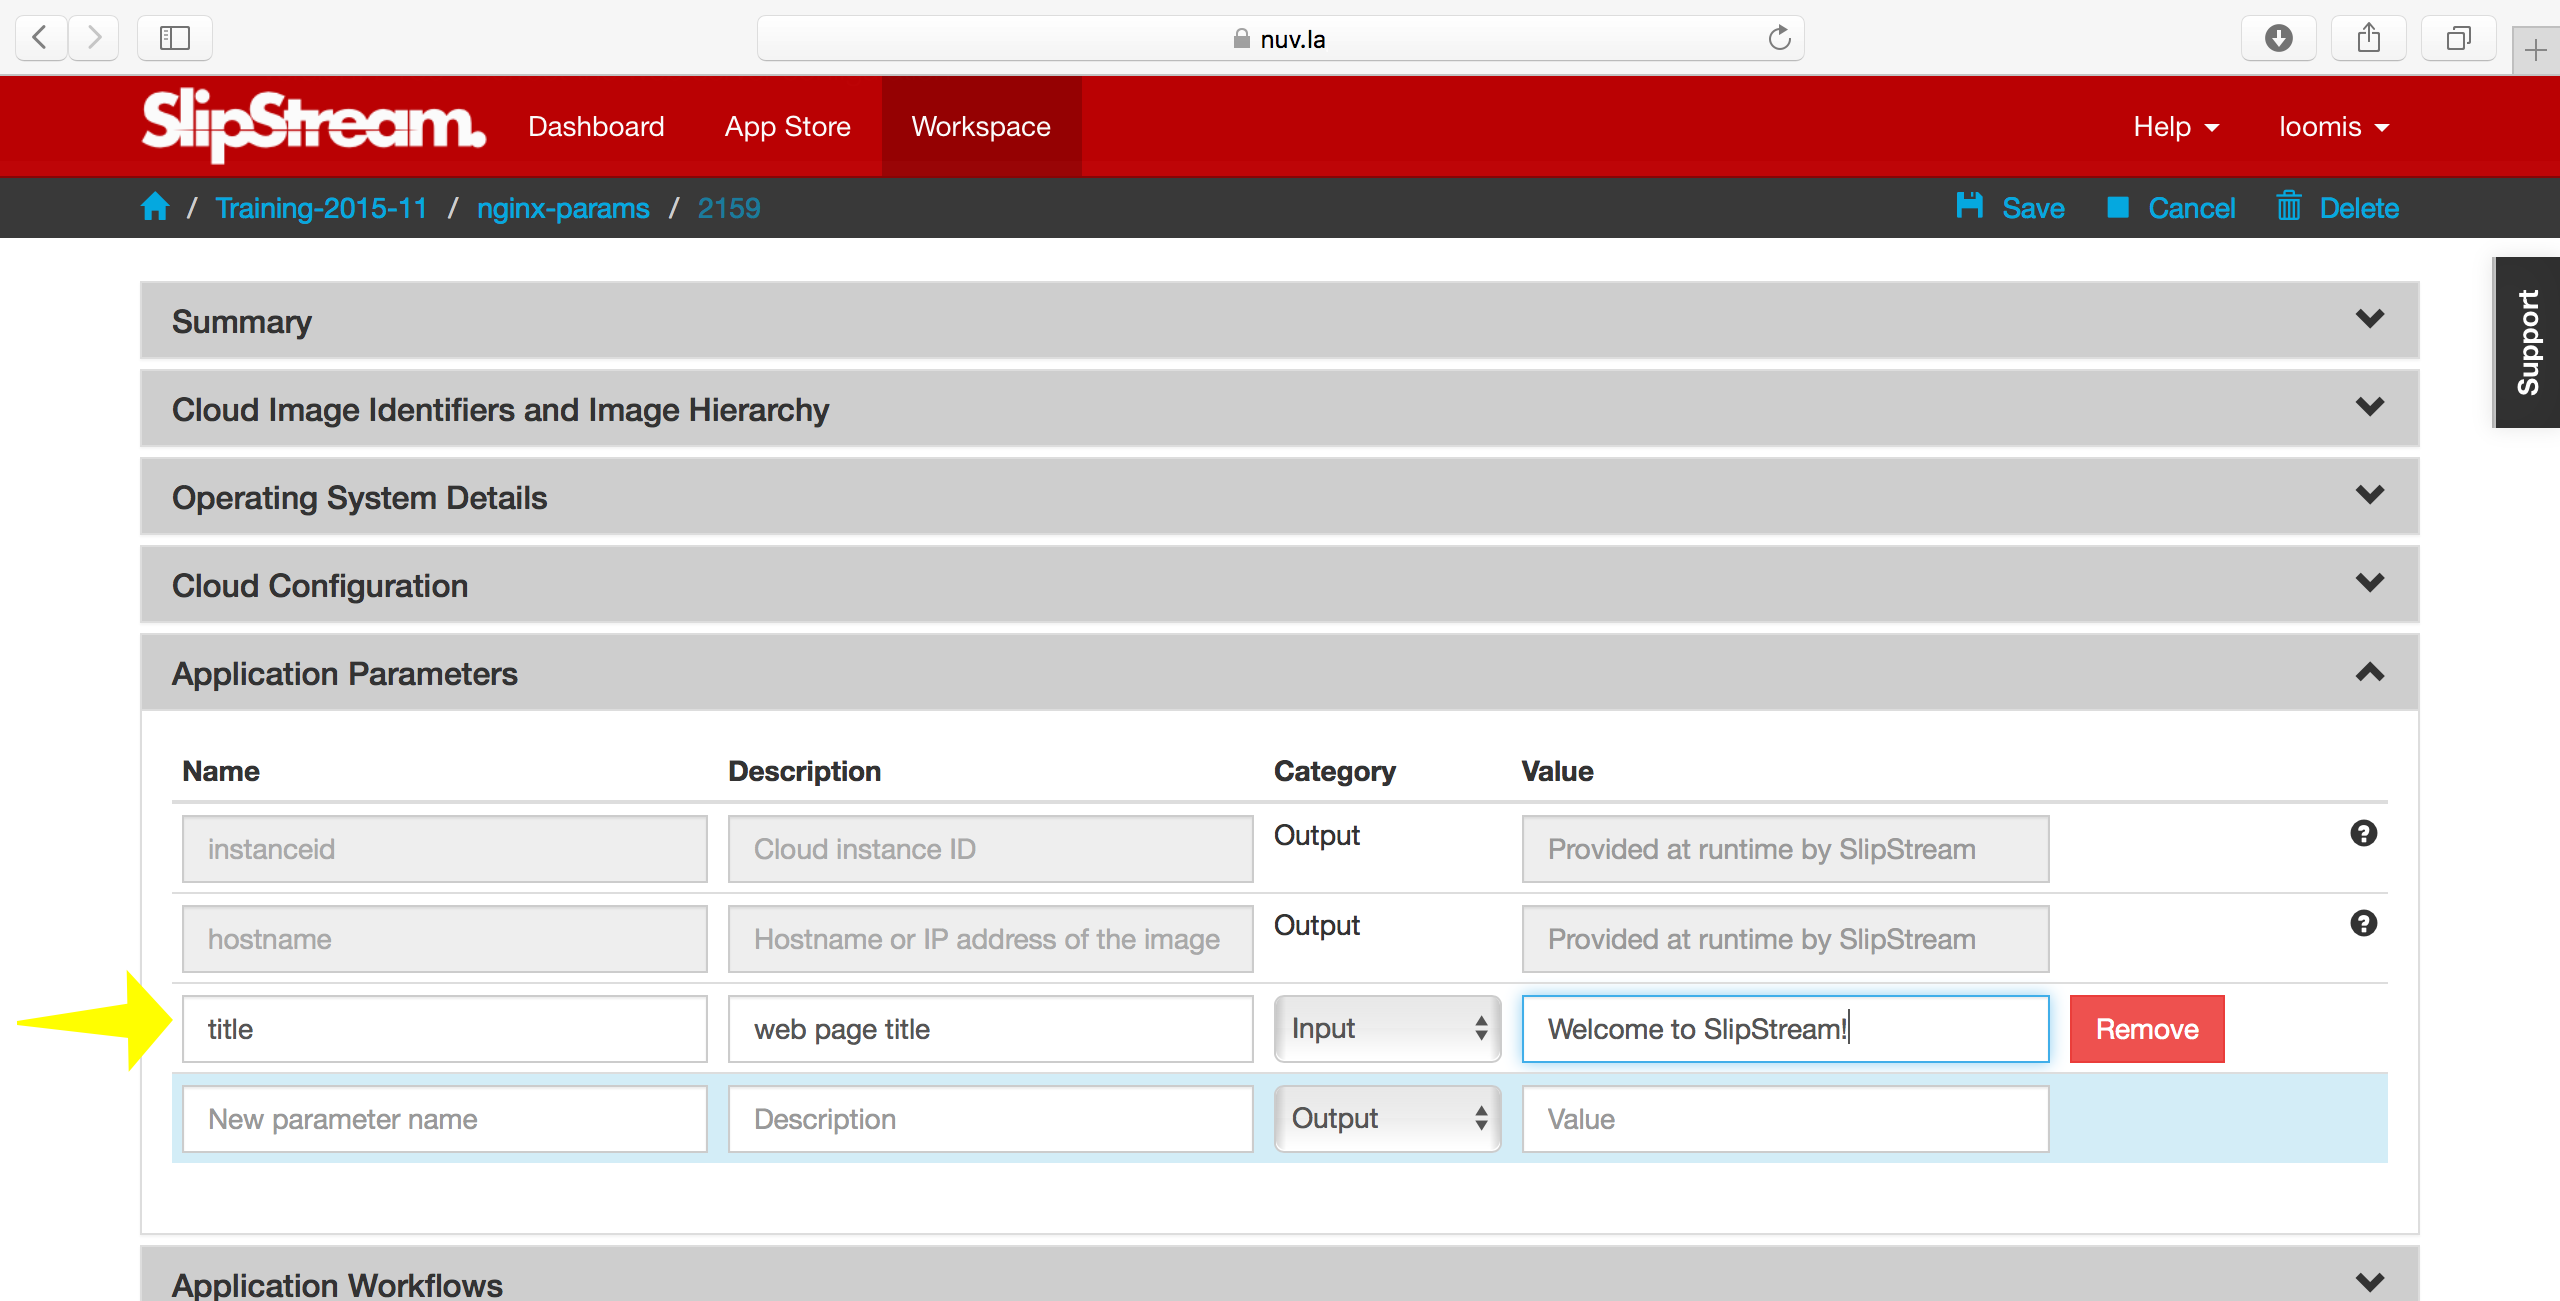 nuv.la
SlipStream. Dashboard App Store Workspace Help loomis
/ Training-2015-11 / nginx-params / 2159 Save Cancel Delete
Support
Summary
Cloud Image Identifiers and Image Hierarchy
Operating System Details
Cloud Configuration
Application Parameters
Name Description Category Value
instanceid Cloud instance ID Output Provided at runtime by SlipStream
hostname Hostname or IP address of the image Output Provided at runtime by SlipStream
title web page title Input Welcome to SlipStream! Remove
New parameter name Description Output Value
Application Workflows